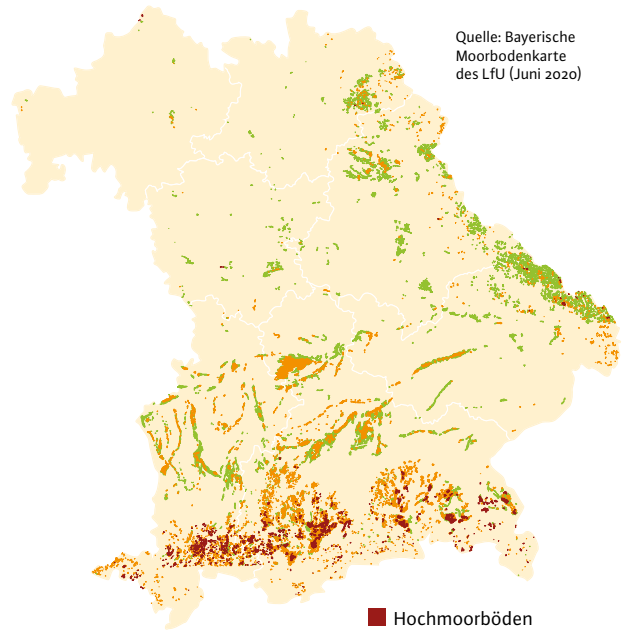 Quelle: Bayerische
Moorbodenkarte
des LfU (Juni 2020)
Hochmoorböden